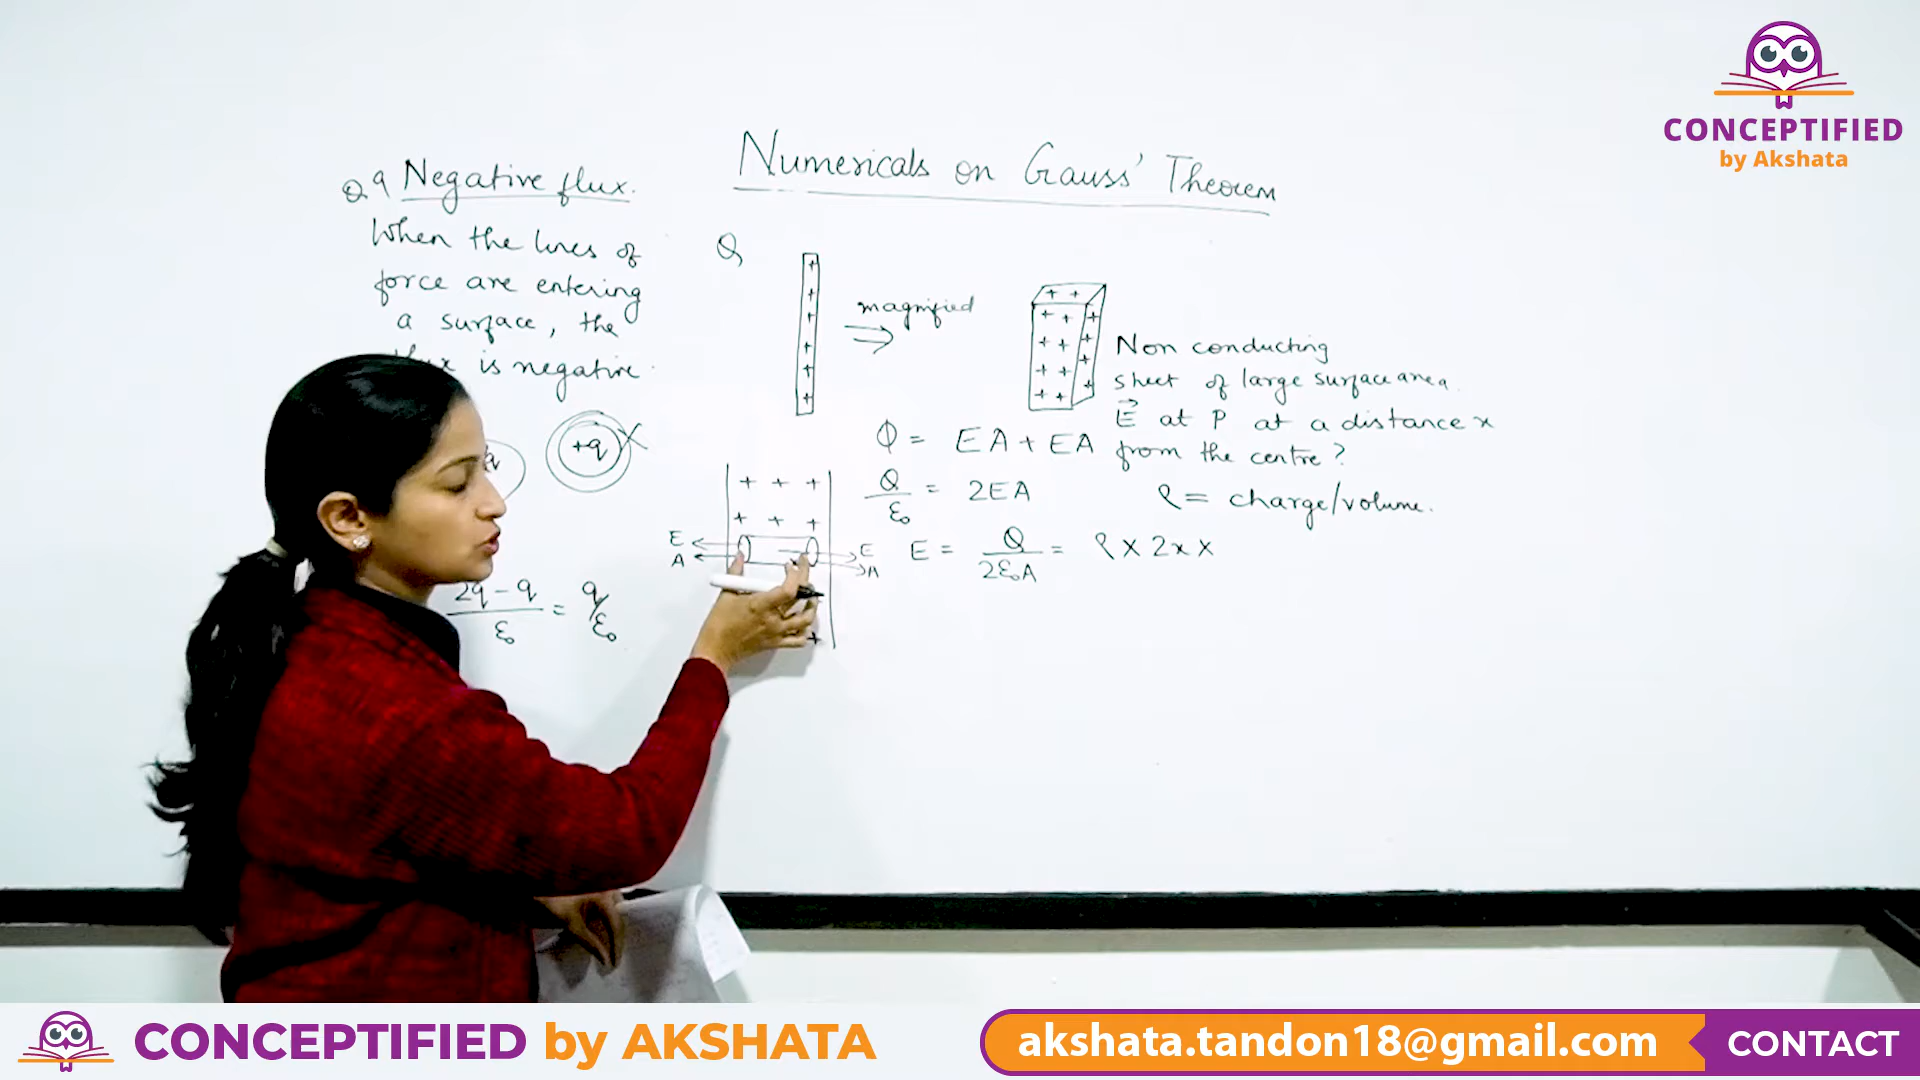 CONCEPTIFIED
by Akshata
Numericals on Gauss' Theorem
Q 9 Negative flux.
When the lines of
force are entering
a surface, the
is negative.
+q
2q - q / ε₀ = q/ε₀
Q
magnified
Non conducting
sheet of large surface area.
E⃗ at P at a distance x
from the centre?
ρ = charge/volume.
Φ = EA + EA
Q/ε₀ = 2EA
E = Q/2ε₀A = ρ X 2x X
E
A
E
A
CONCEPTIFIED by AKSHATA
akshata.tandon18@gmail.com
CONTACT